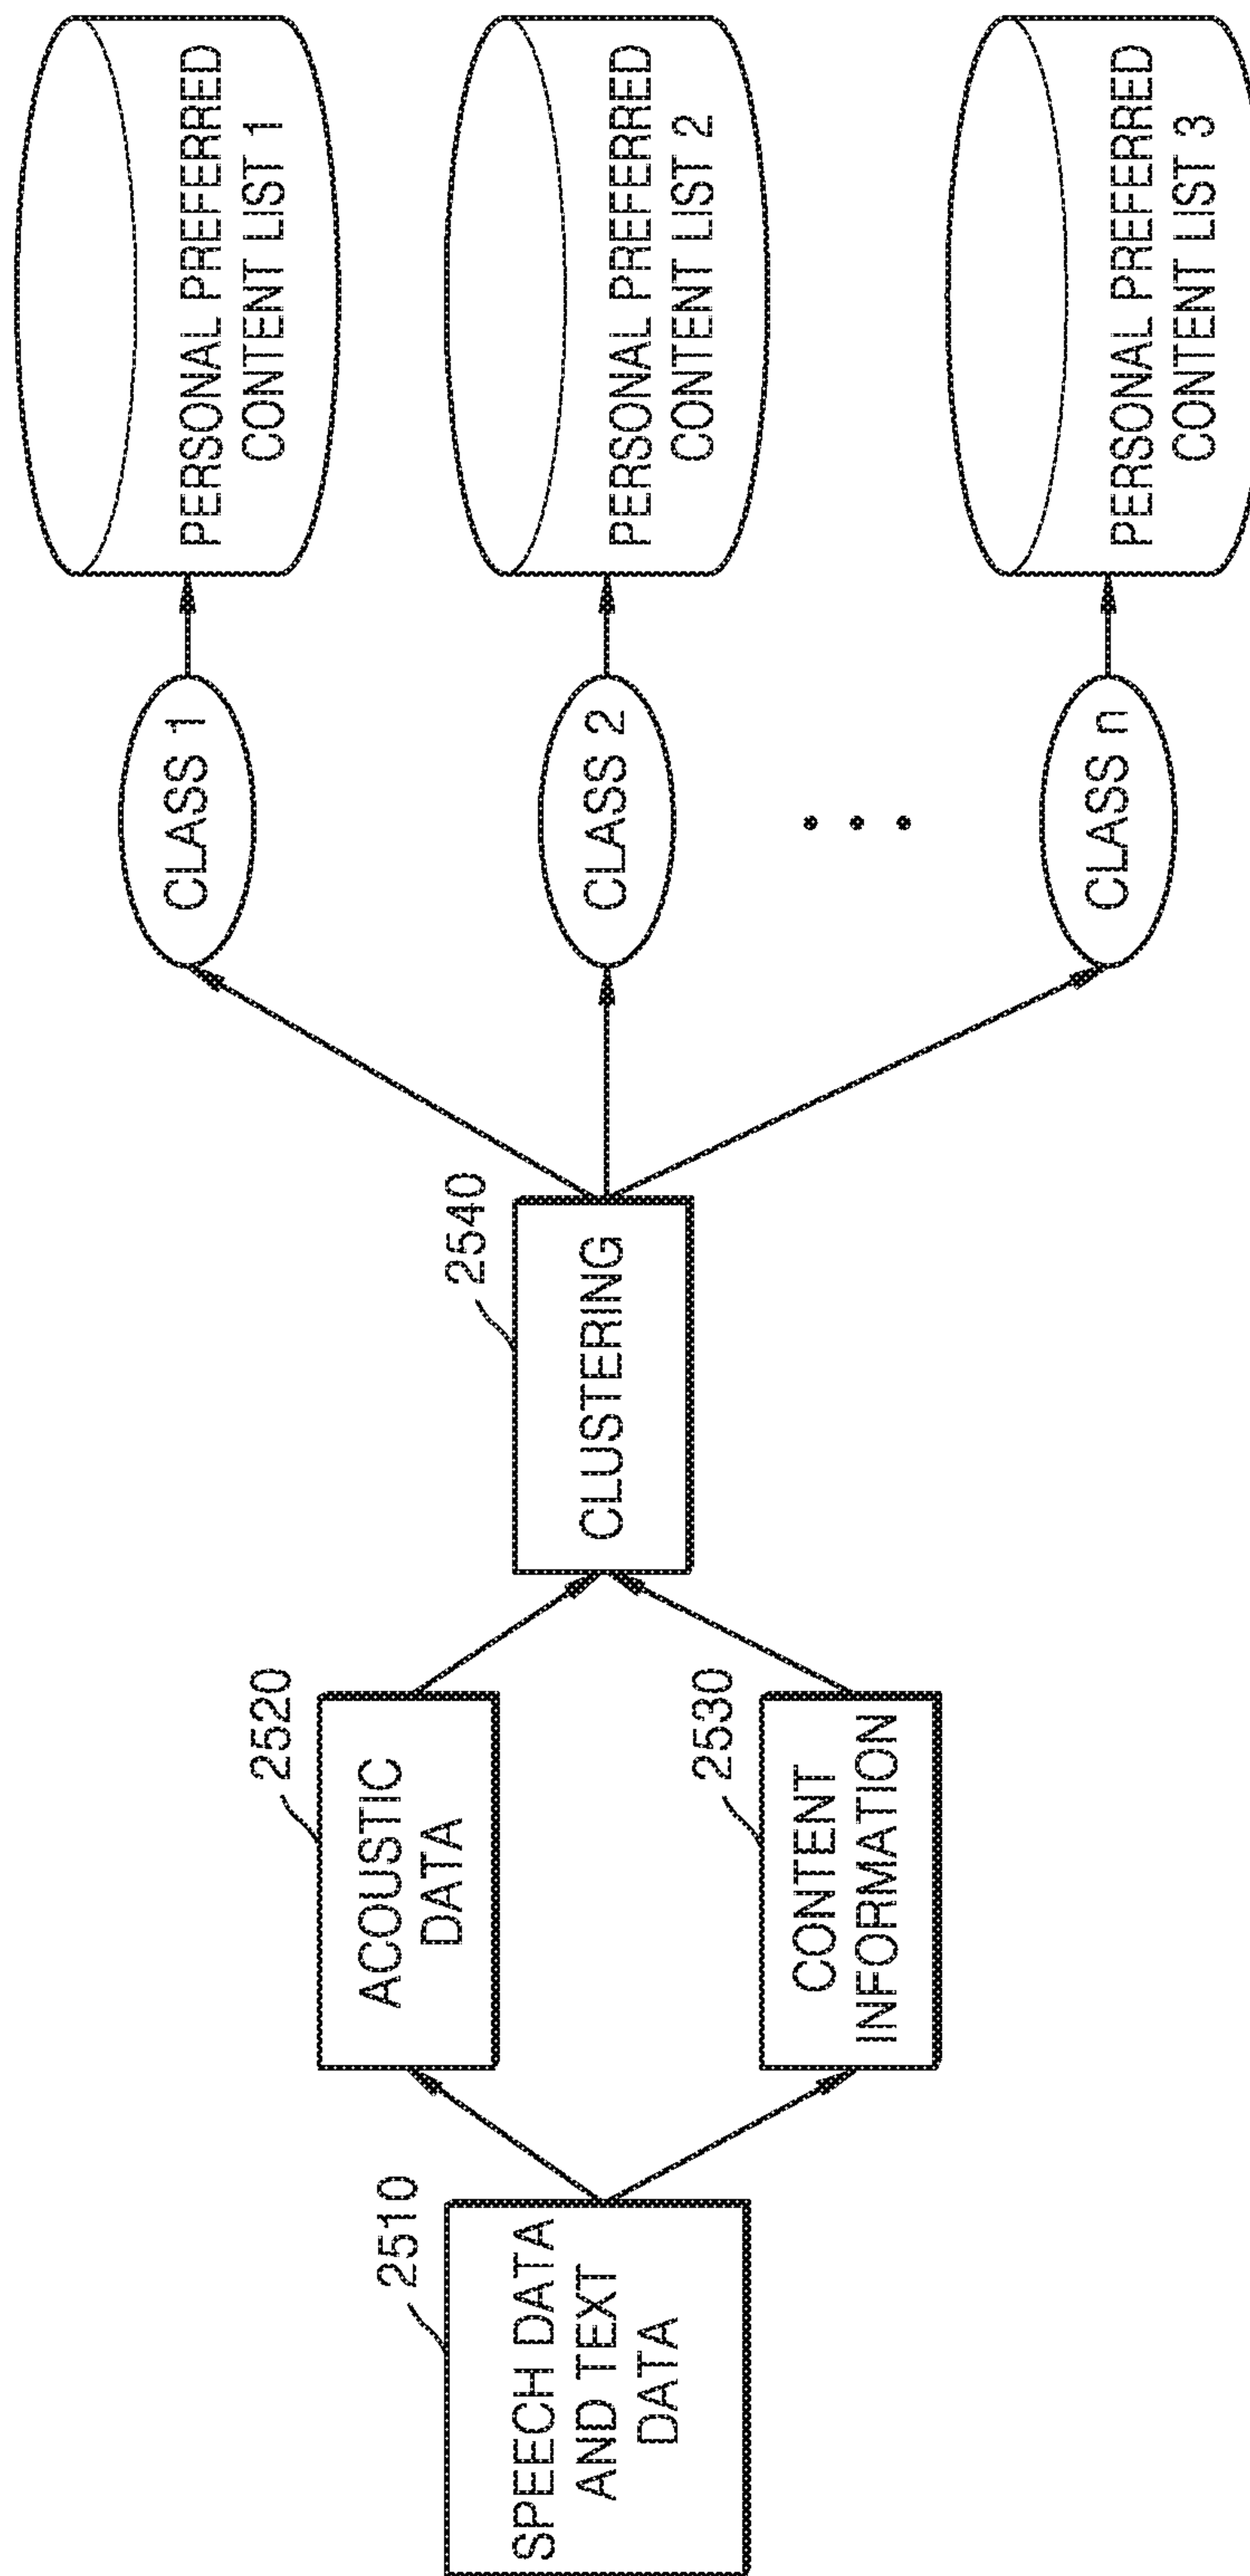 2510
SPEECH DATA
AND TEXT
DATA
2520
ACOUSTIC
DATA
2530
CONTENT
INFORMATION
2540
CLUSTERING
CLASS 1
PERSONAL PREFERRED
CONTENT LIST 1
CLASS 2
PERSONAL PREFERRED
CONTENT LIST 2
CLASS n
PERSONAL PREFERRED
CONTENT LIST 3